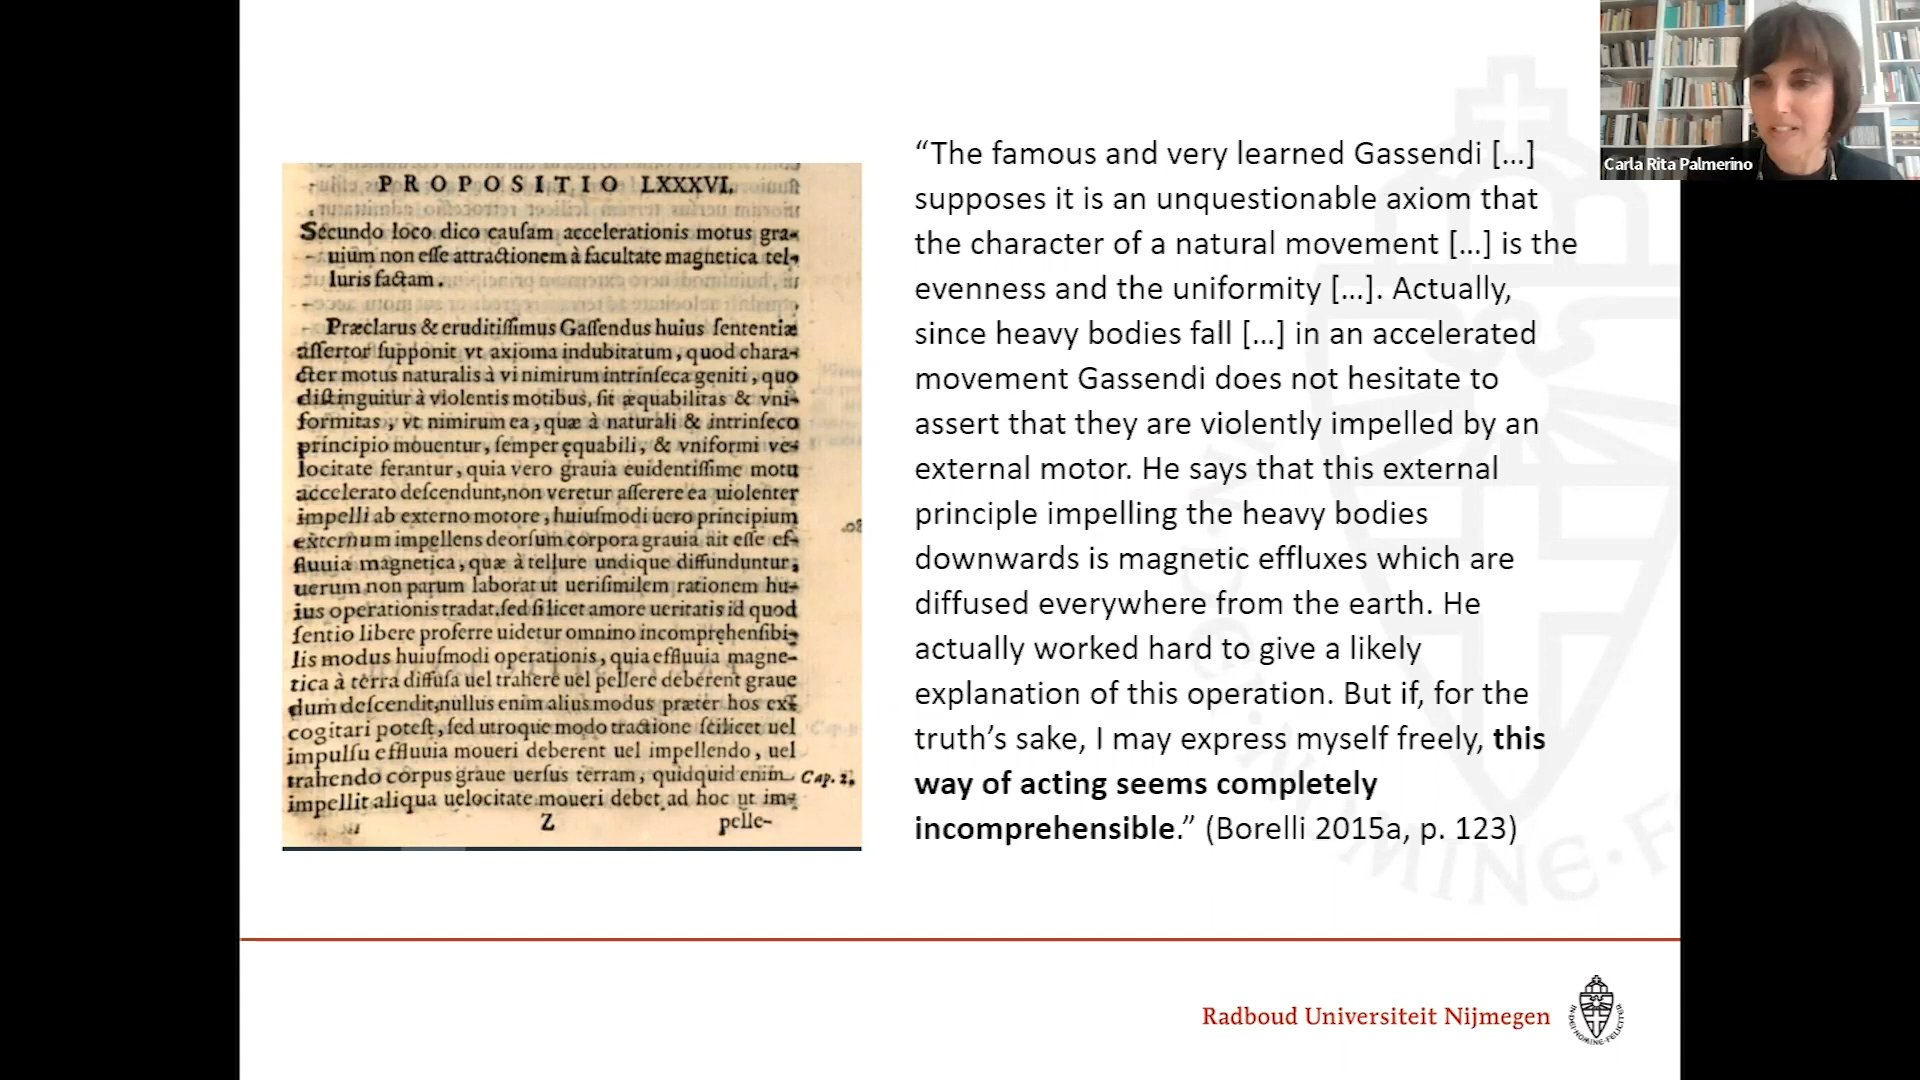 PROPOSITIO LXXXVI.
Secundo loco dico cauſam accelerationis motus gra-
uium non eſſe attractionem à facultate magnetica tel-
luris factam.
Præclarus & eruditiſſimus Gaſſendus huius ſententiæ
aſſertor ſupponit vt axioma indubitatum, quod chara-
cter motus naturalis à vi nimirum intrinſeca geniti, quo
diſtinguitur à violentis motibus, ſit æquabilitas & vni-
formitas, vt nimirum ea, quæ à naturali & intrinſeco
principio mouentur, ſemper ęquabili, & vniformi ve-
locitate ferantur, quia vero grauia euidentiſſime motu
accelerato deſcendunt, non veretur aſſerere ea uiolenter
impelli ab externo motore, huiuſmodi uero principium
externum impellens deorſum corpora grauia ait eſſe ef-
fluuia magnetica, quæ à tellure undique diffunduntur,
uerum non parum laborat ut ueriſimilem rationem hu-
ius operationis tradat, ſed ſi licet amore ueritatis id quod
ſentio libere proferre uidetur omnino incomprehenſibi-
lis modus huiuſmodi operationis, quia effluuia magne-
tica à terra diffuſa uel trahere uel pellere deberent graue
dum deſcendit, nullus enim alius modus præter hos ex-
cogitari poteſt, ſed utroque modo tractione ſcilicet uel
impulſu effluuia moueri deberent uel impellendo, uel
trahendo corpus graue uerſus terram, quidquid enim Cap. 2.
impellit aliqua uelocitate moueri debet ad hoc ut im-
Z pelle-
“The famous and very learned Gassendi […]
supposes it is an unquestionable axiom that
the character of a natural movement […] is the
evenness and the uniformity […]. Actually,
since heavy bodies fall […] in an accelerated
movement Gassendi does not hesitate to
assert that they are violently impelled by an
external motor. He says that this external
principle impelling the heavy bodies
downwards is magnetic effluxes which are
diffused everywhere from the earth. He
actually worked hard to give a likely
explanation of this operation. But if, for the
truth’s sake, I may express myself freely, this
way of acting seems completely
incomprehensible.” (Borelli 2015a, p. 123)
Carla Rita Palmerino
Radboud Universiteit Nijmegen